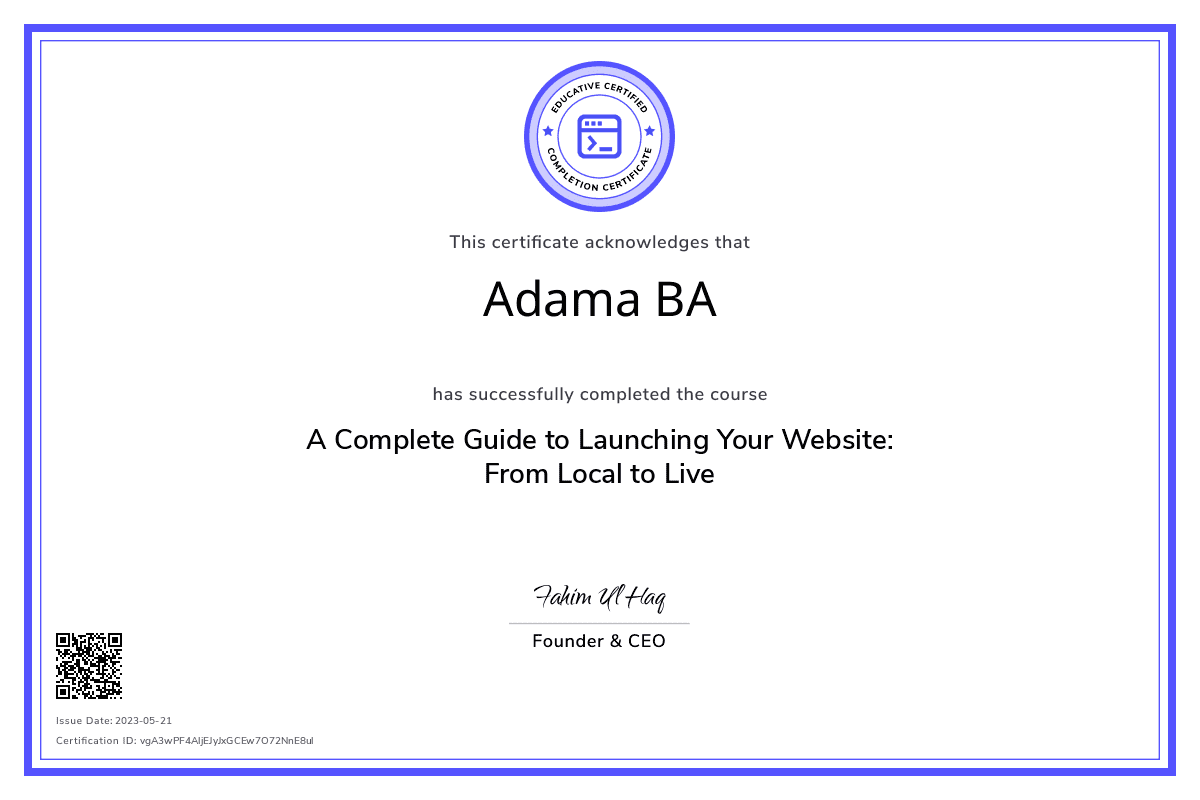 EDUCATIVE CERTIFIED
COMPLETION CERTIFICATE
This certificate acknowledges that
Adama BA
has successfully completed the course
A Complete Guide to Launching Your Website:
From Local to Live
Fahim Ul Haq
Founder & CEO
Issue Date: 2023-05-21
Certification ID: vgA3wPF4AljEJyJxGCEw7O72NnE8ul